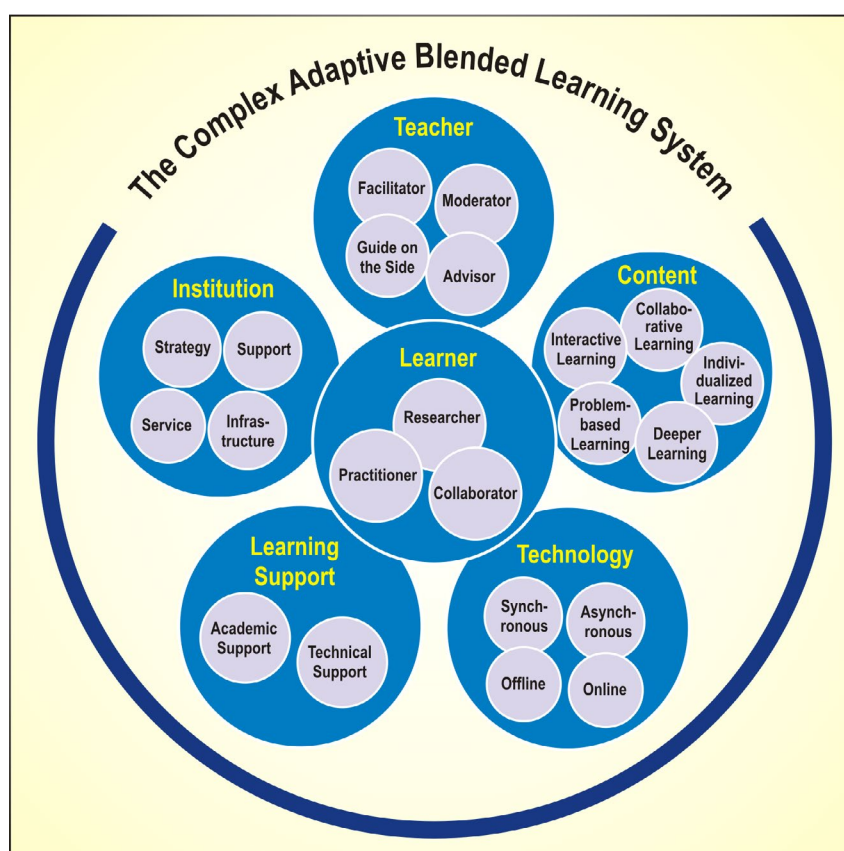 The Complex Adaptive Blended Learning System
Teacher
Facilitator
Moderator
Guide on
the Side
Advisor
Institution
Strategy
Support
Service
Infras-
tructure
Content
Collabo-
rative
Learning
Interactive
Learning
Indivi-
dualized
Learning
Problem-
based
Learning
Deeper
Learning
Learner
Researcher
Practitioner
Collaborator
Learning
Support
Academic
Support
Technical
Support
Technology
Synch-
ronous
Asynch-
ronous
Offline
Online